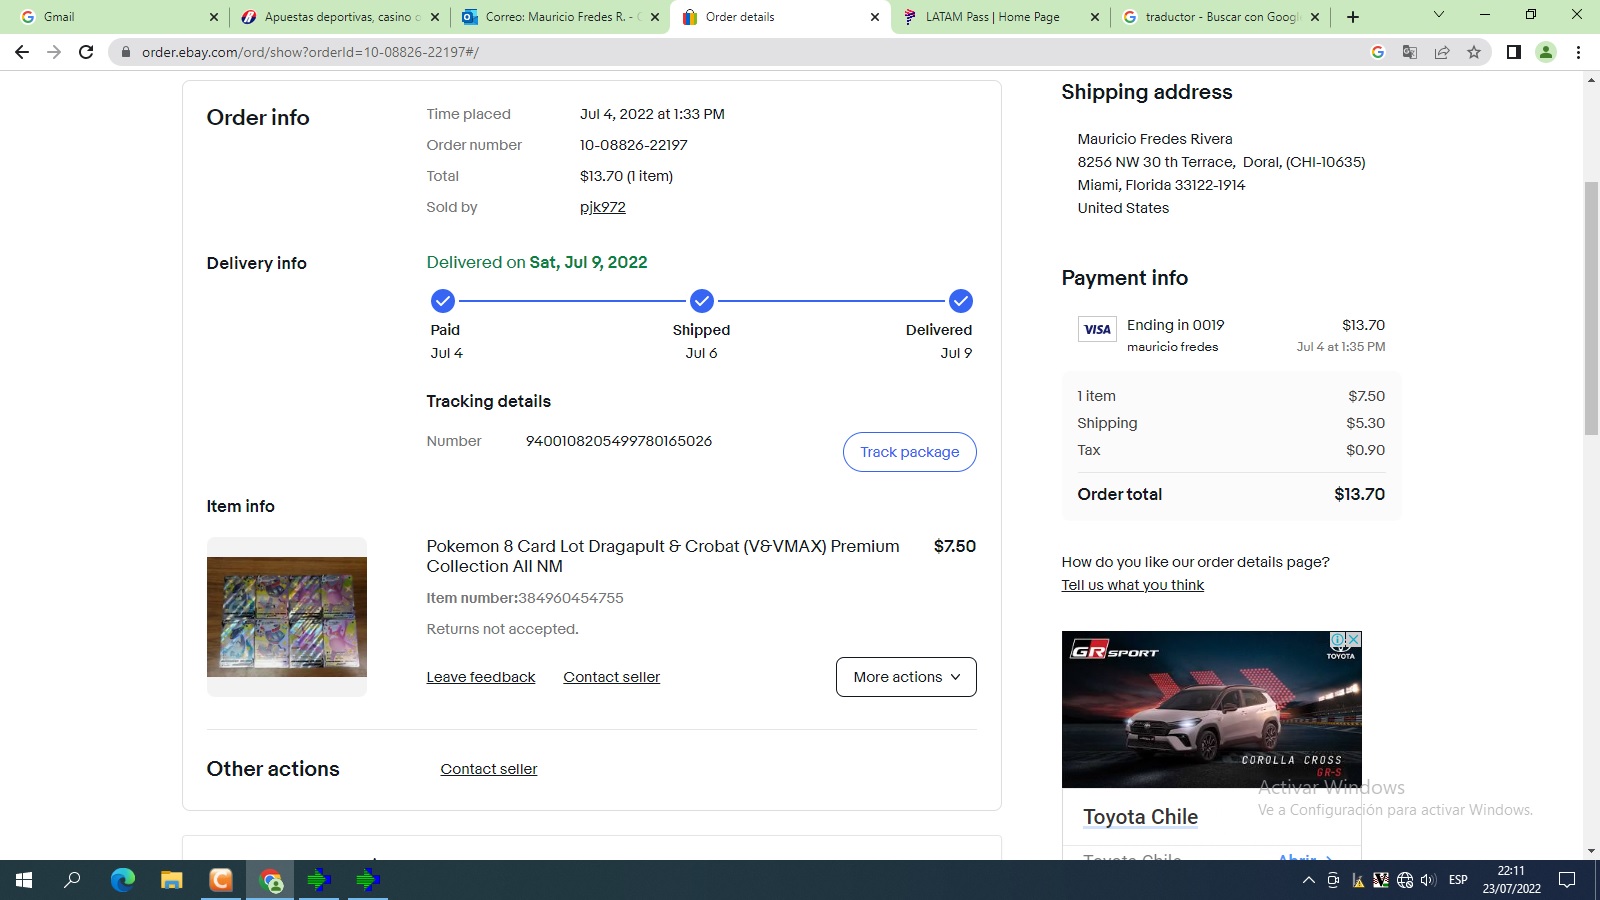 Gmail
Apuestas deportivas, casino o
Correo: Mauricio Fredes R. - O
Order details
LATAM Pass | Home Page
traductor - Buscar con Google
order.ebay.com/ord/show?orderId=10-08826-22197#/
Order info
Time placed Jul 4, 2022 at 1:33 PM
Order number 10-08826-22197
Total $13.70 (1 item)
Sold by pjk972
Delivery info
Delivered on Sat, Jul 9, 2022
Paid Shipped Delivered
Jul 4 Jul 6 Jul 9
Tracking details
Number 9400108205499780165026
Track package
Item info
Pokemon 8 Card Lot Dragapult & Crobat (V&VMAX) Premium $7.50
Collection All NM
Item number:384960454755
Returns not accepted.
Leave feedback Contact seller More actions
Other actions Contact seller
Shipping address
Mauricio Fredes Rivera
8256 NW 30 th Terrace, Doral, (CHI-10635)
Miami, Florida 33122-1914
United States
Payment info
VISA Ending in 0019 $13.70
mauricio fredes Jul 4 at 1:35 PM
1 item $7.50
Shipping $5.30
Tax $0.90
Order total $13.70
How do you like our order details page?
Tell us what you think
GR SPORT
TOYOTA
COROLLA CROSS
GR-S
Toyota Chile
Toyota Chile Abrir
Activar Windows
Ve a Configuración para activar Windows.
ESP
22:11
23/07/2022